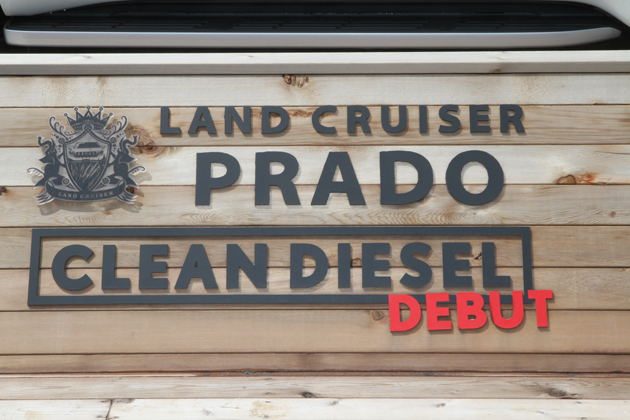 LAND CRUISER
PRADO
LAND CRUISER
CLEAN DIESEL
DEBUT